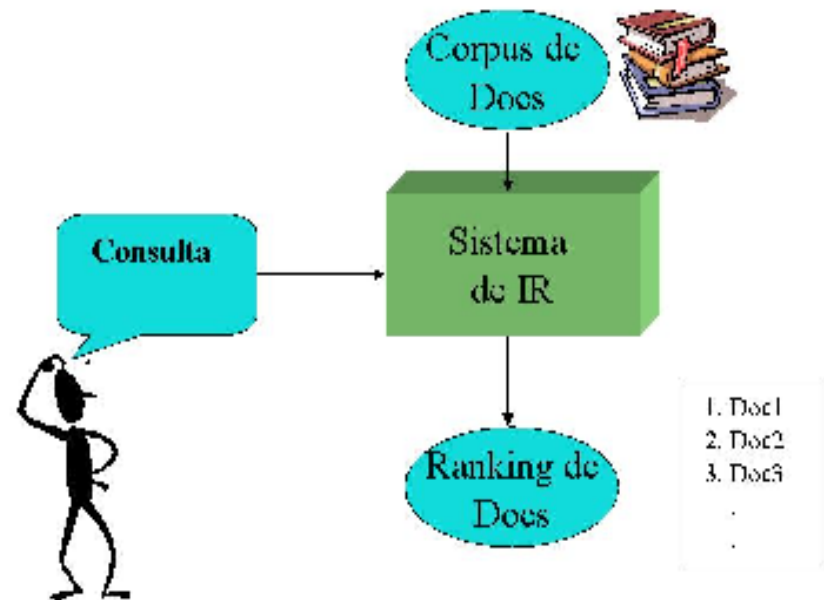 Corpus de
Docs
Consulta
Sistema
de IR
Ranking de
Docs
1. Doc1
2. Doc2
3. Doc3
.
.